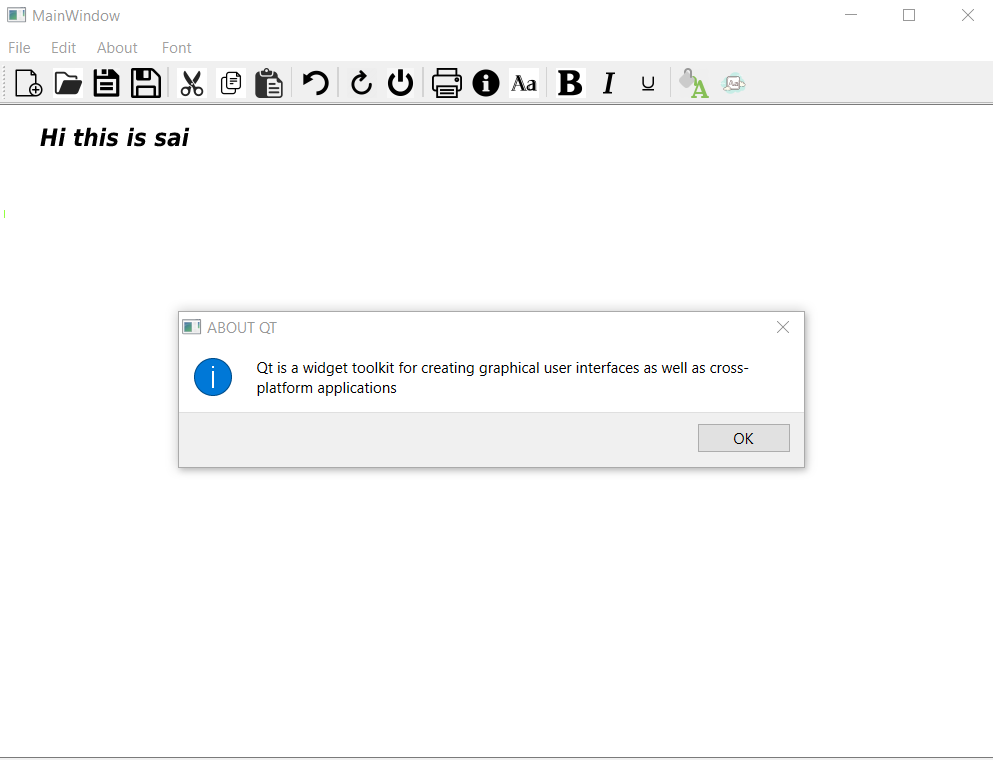 MainWindow
File Edit About Font
Aa B I U A
Hi this is sai
ABOUT QT
Qt is a widget toolkit for creating graphical user interfaces as well as cross-
platform applications
OK